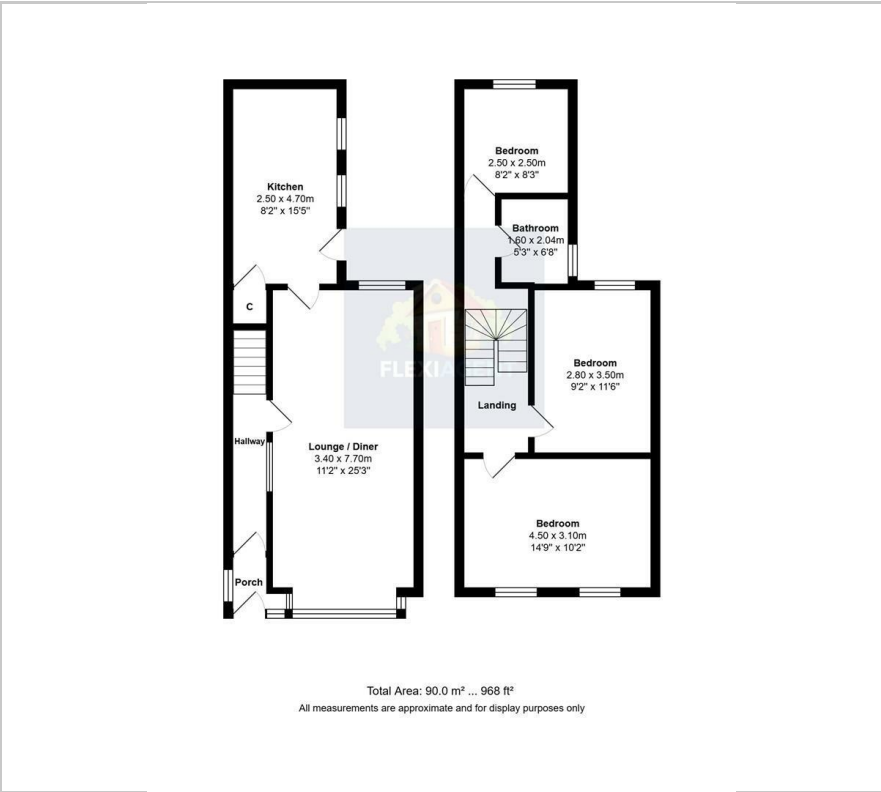 Kitchen
2.50 x 4.70m
8'2" x 15'5"
C
Hallway
Lounge / Diner
3.40 x 7.70m
11'2" x 25'3"
Porch
Bedroom
2.50 x 2.50m
8'2" x 8'3"
Bathroom
1.60 x 2.04m
5'3" x 6'8"
Bedroom
2.80 x 3.50m
9'2" x 11'6"
Landing
Bedroom
4.50 x 3.10m
14'9" x 10'2"
FLEXIAGENT
Total Area: 90.0 m² ... 968 ft²
All measurements are approximate and for display purposes only